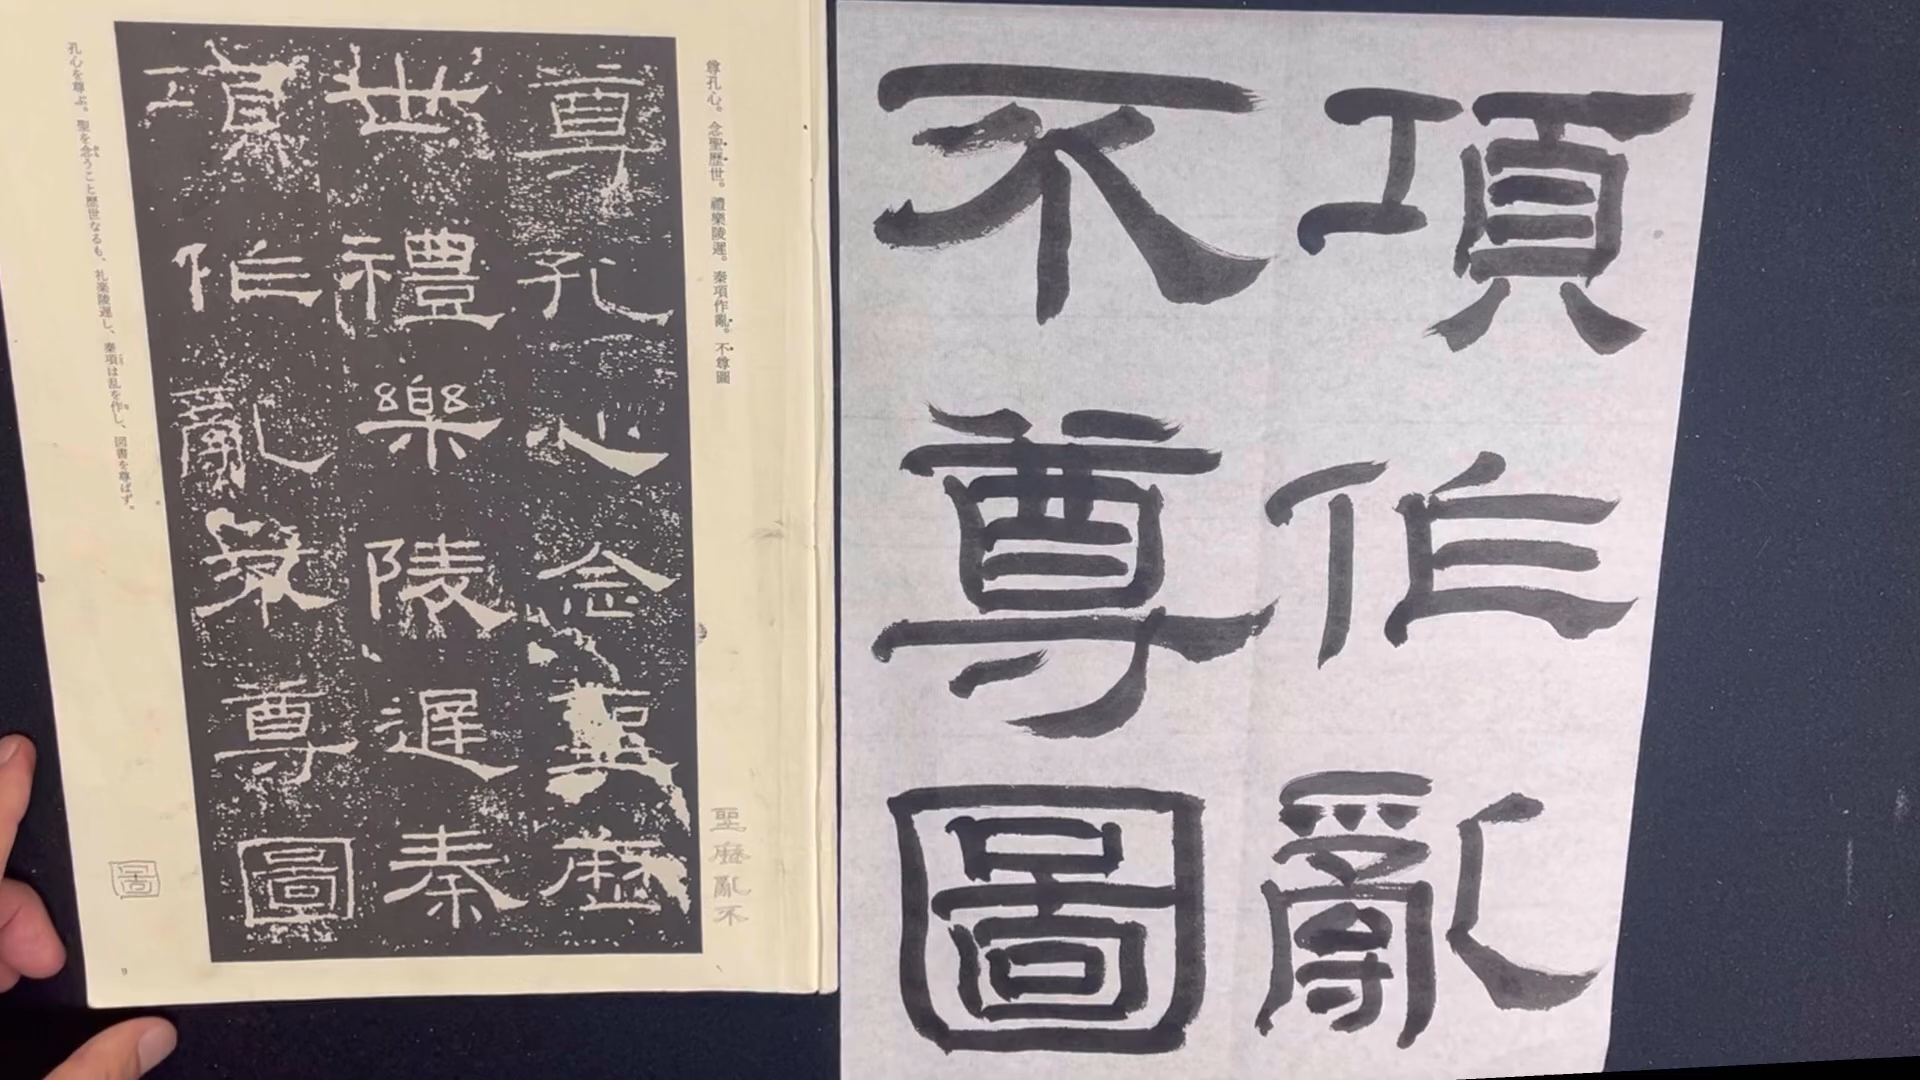 尊孔心。念聖歴世。禮樂陵遅。秦項作亂。不尊圖
尊孔心念聖歴
世禮樂陵遅秦
項作亂不尊圖
孔心を尊ぶ。聖を念うこと歴世なるも、礼楽陵遅し、秦項は乱を作し、図書を尊ばず。
聖歴亂不
圖
9
項作亂
不尊圖